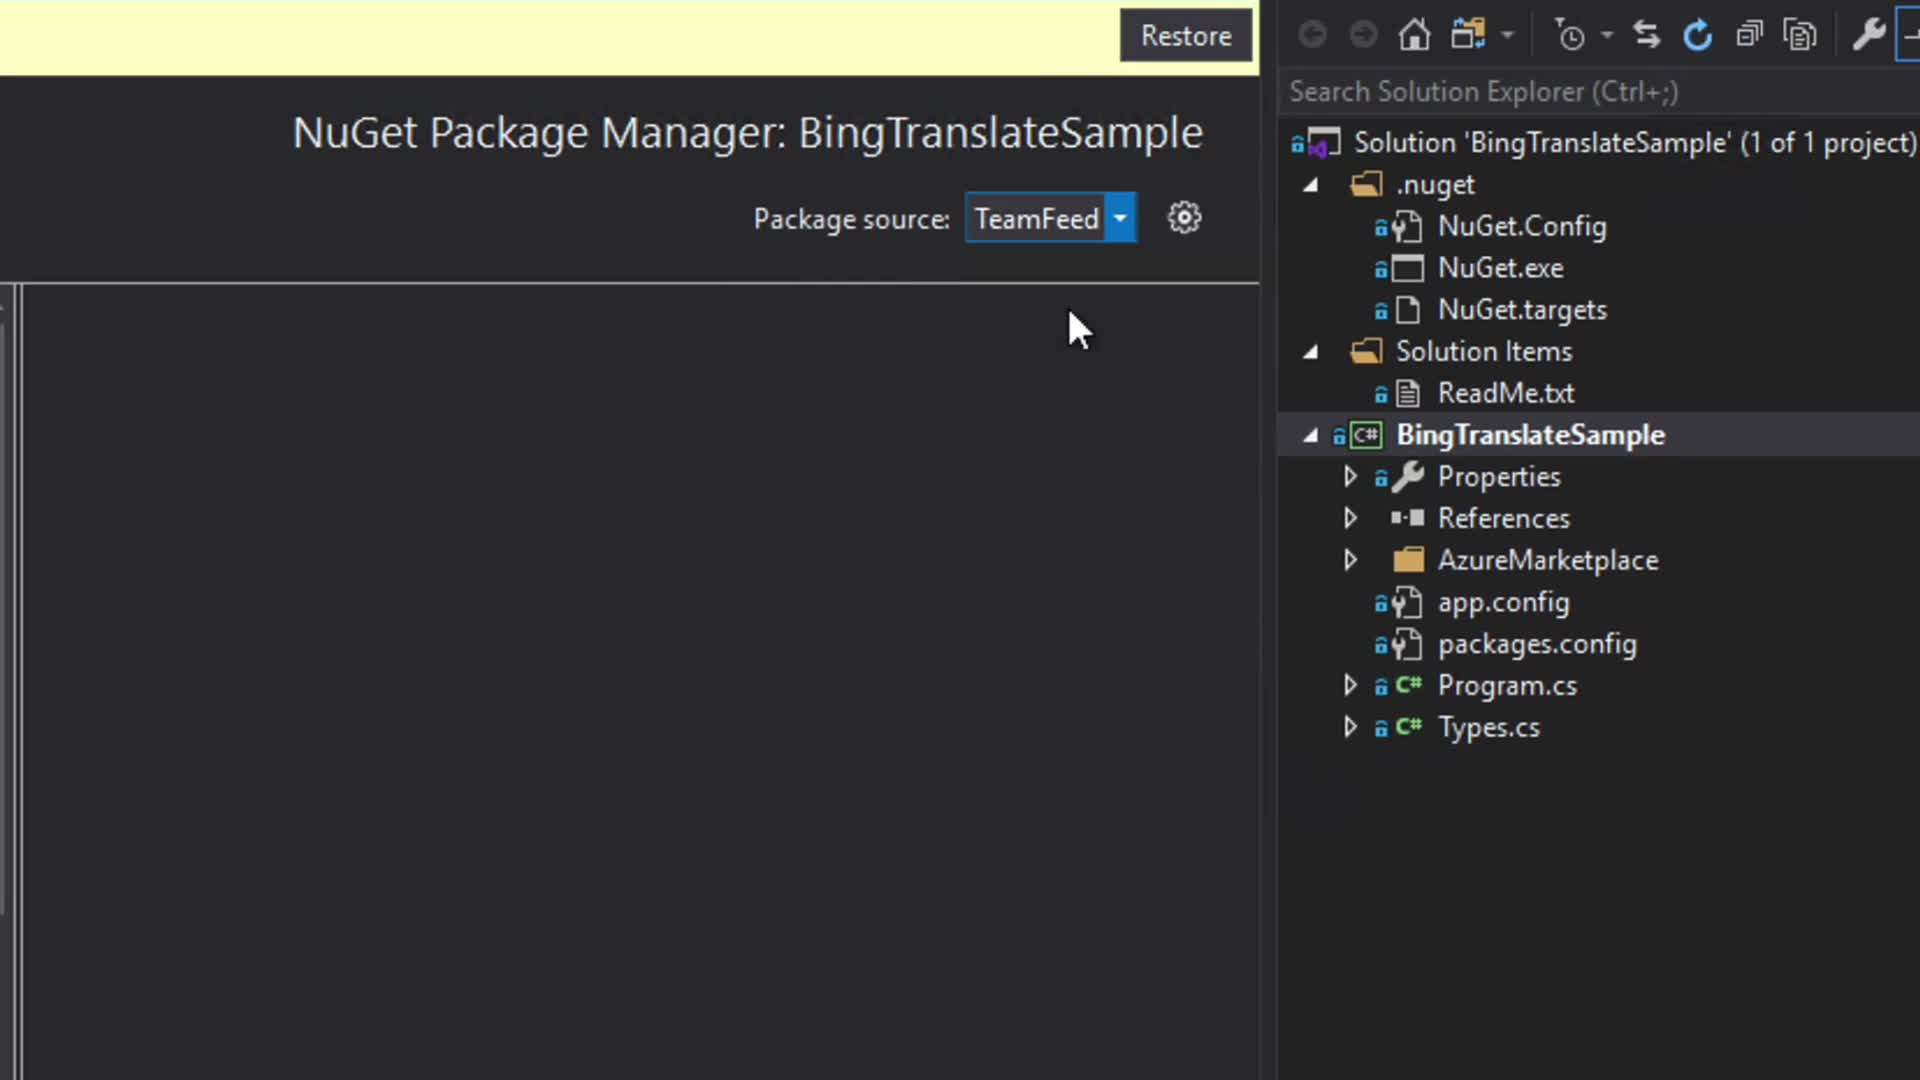 Restore
NuGet Package Manager: BingTranslateSample
Package source: TeamFeed
Search Solution Explorer (Ctrl+;)
Solution 'BingTranslateSample' (1 of 1 project)
.nuget
NuGet.Config
NuGet.exe
NuGet.targets
Solution Items
ReadMe.txt
C# BingTranslateSample
Properties
References
AzureMarketplace
app.config
packages.config
C# Program.cs
C# Types.cs